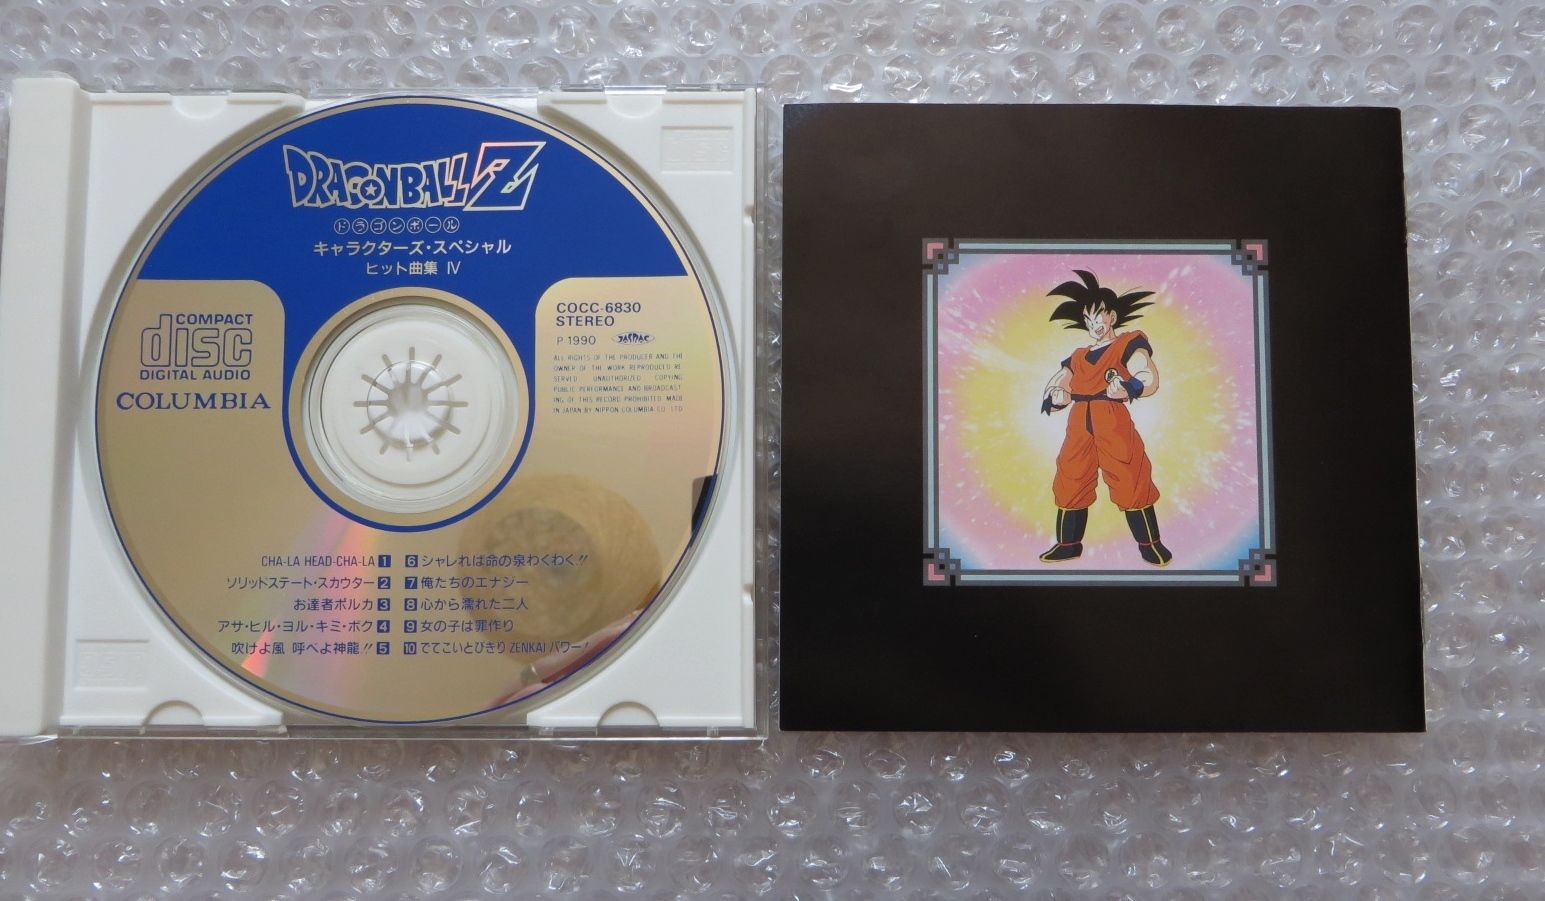 DRAGONBALL Z
ドラゴンボール
キャラクターズ・スペシャル
ヒット曲集 Ⅳ
COMPACT
disc
DIGITAL AUDIO
COLUMBIA
COCC-6830
STEREO
P 1990 JASRAC
ALL RIGHTS OF THE PRODUCER AND THE
OWNER OF THE WORK REPRODUCED RE
SERVED UNAUTHORIZED COPYING
PUBLIC PERFORMANCE AND BROADCAST
ING OF THIS RECORD PROHIBITED MADE
IN JAPAN BY NIPPON COLUMBIA CO LTD
CHA-LA HEAD-CHA-LA 1
ソリッドステート・スカウター 2
お達者ポルカ 3
アサ・ヒル・ヨル・キミ・ボク 4
吹けよ風 呼べよ神龍!! 5
6 シャレれは命の泉わくわく!!
7 俺たちのエナジー
8 心から濡れた二人
9 女の子は罪作り
10 でてこいとびきりZENKAIパワー!